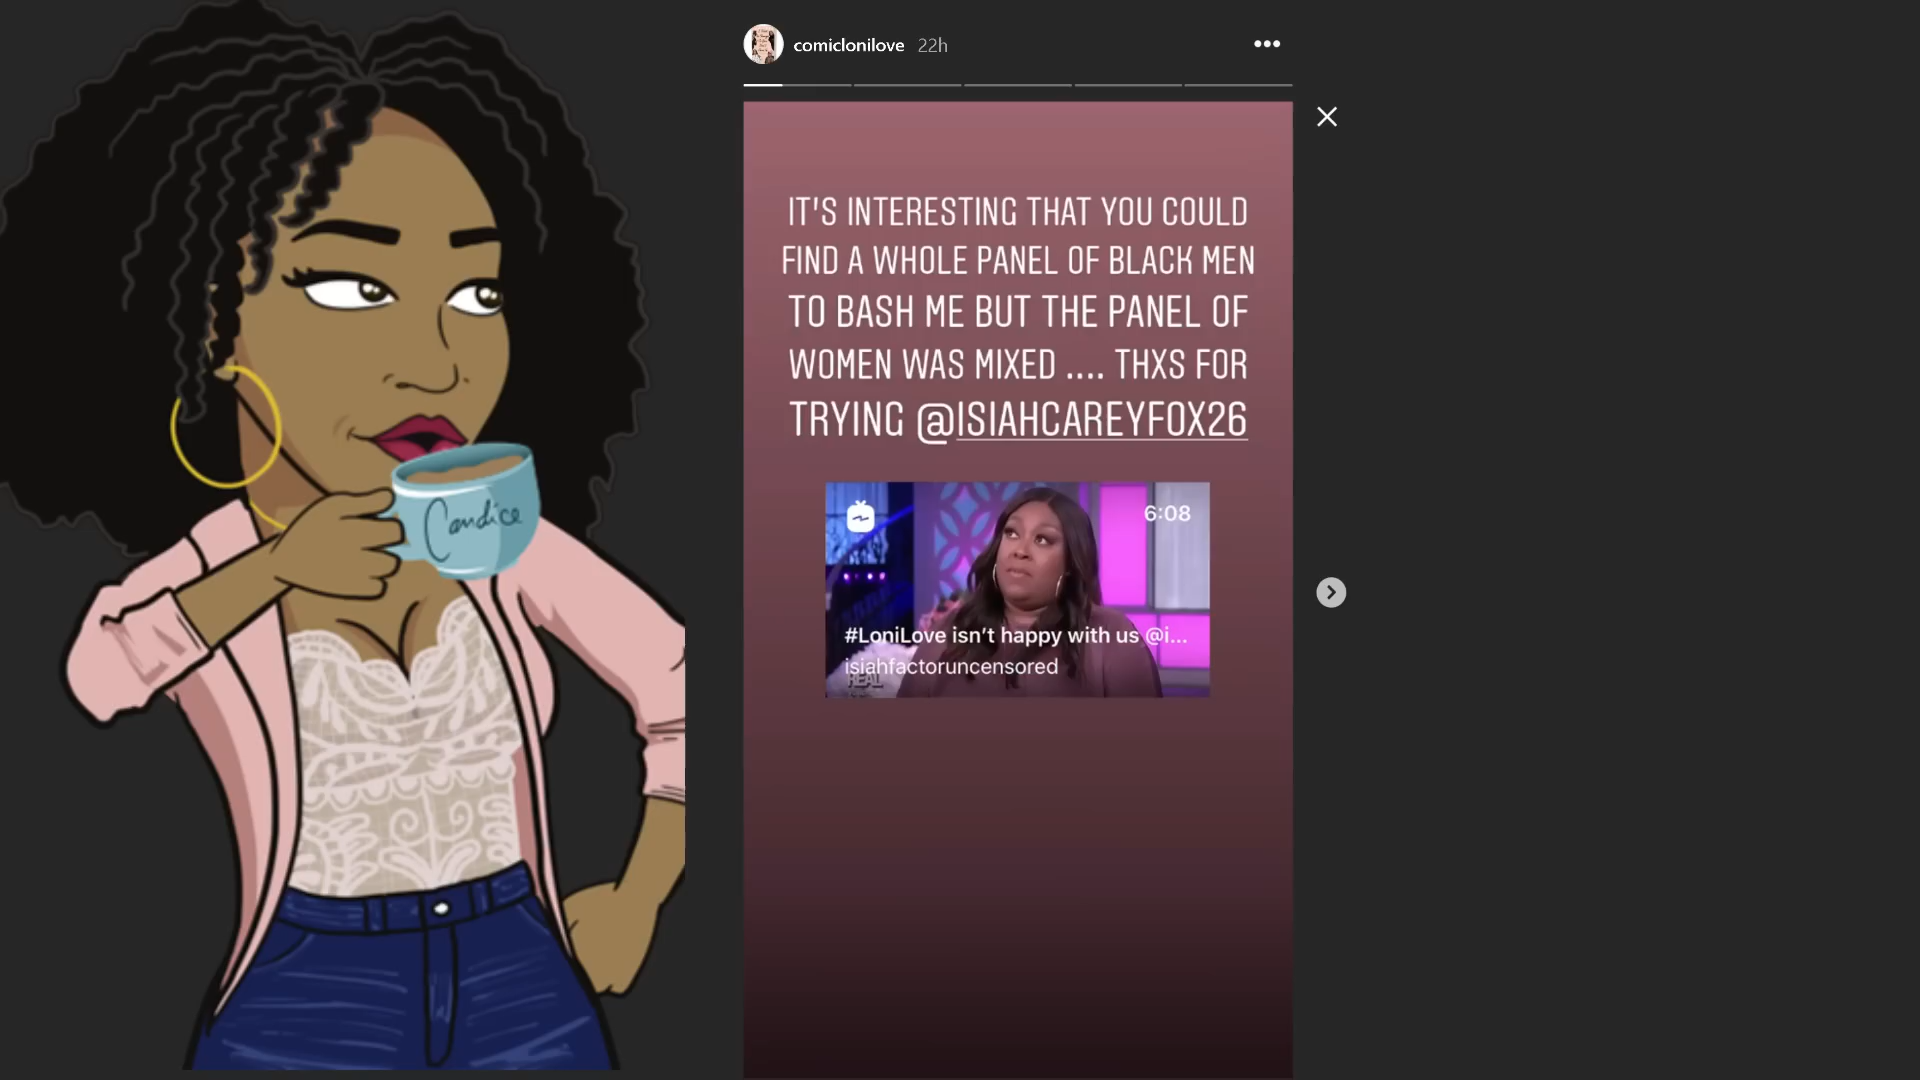 comiclonilove 22h
IT'S INTERESTING THAT YOU COULD
FIND A WHOLE PANEL OF BLACK MEN
TO BASH ME BUT THE PANEL OF
WOMEN WAS MIXED .... THXS FOR
TRYING @ISIAHCAREYFOX26
6:08
#LoniLove isn't happy with us @i...
isiahfactoruncensored
REAL
Candice